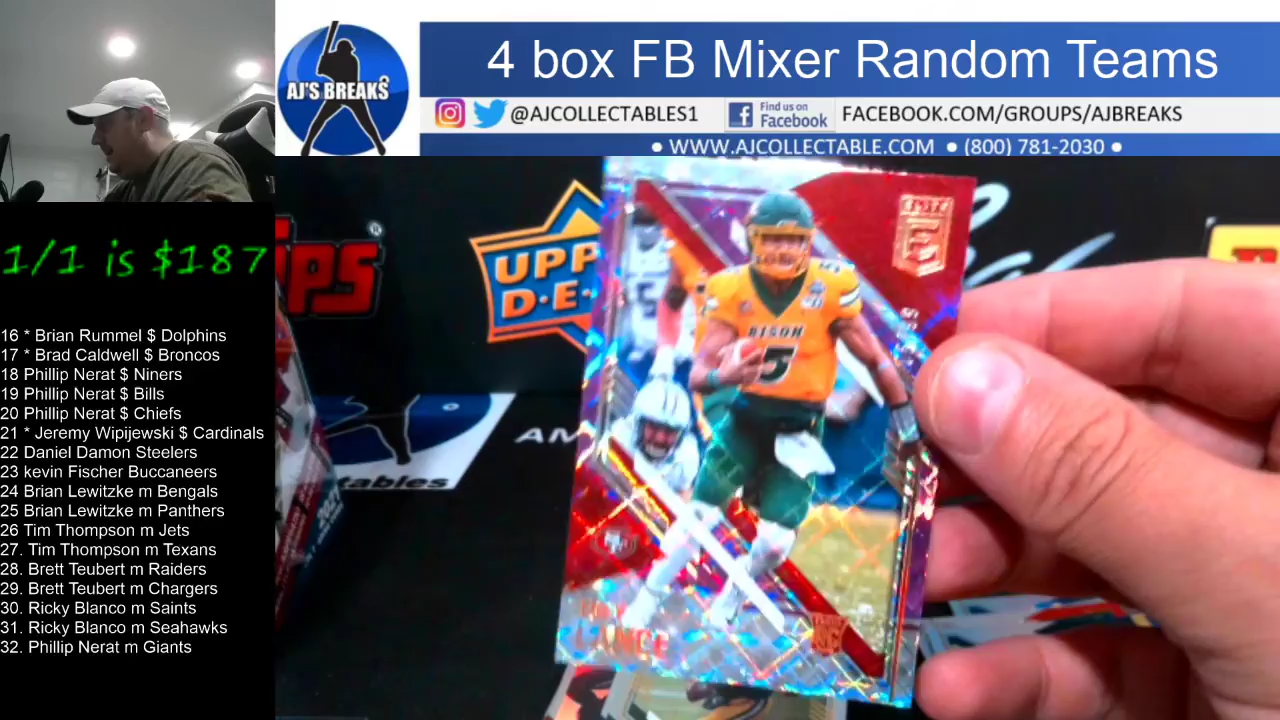 4 box FB Mixer Random Teams
AJ'S BREAKS
@AJCOLLECTABLES1
Find us on
Facebook
FACEBOOK.COM/GROUPS/AJBREAKS
• WWW.AJCOLLECTABLE.COM • (800) 781-2030 •
1/1 is $187
16 * Brian Rummel $ Dolphins
17 * Brad Caldwell $ Broncos
18 Phillip Nerat $ Niners
19 Phillip Nerat $ Bills
20 Phillip Nerat $ Chiefs
21 * Jeremy Wipijewski $ Cardinals
22 Daniel Damon Steelers
23 kevin Fischer Buccaneers
24 Brian Lewitzke m Bengals
25 Brian Lewitzke m Panthers
26 Tim Thompson m Jets
27. Tim Thompson m Texans
28. Brett Teubert m Raiders
29. Brett Teubert m Chargers
30. Ricky Blanco m Saints
31. Ricky Blanco m Seahawks
32. Phillip Nerat m Giants
UPP
D·E·
BISON
5
E
LANCE
tables
AM